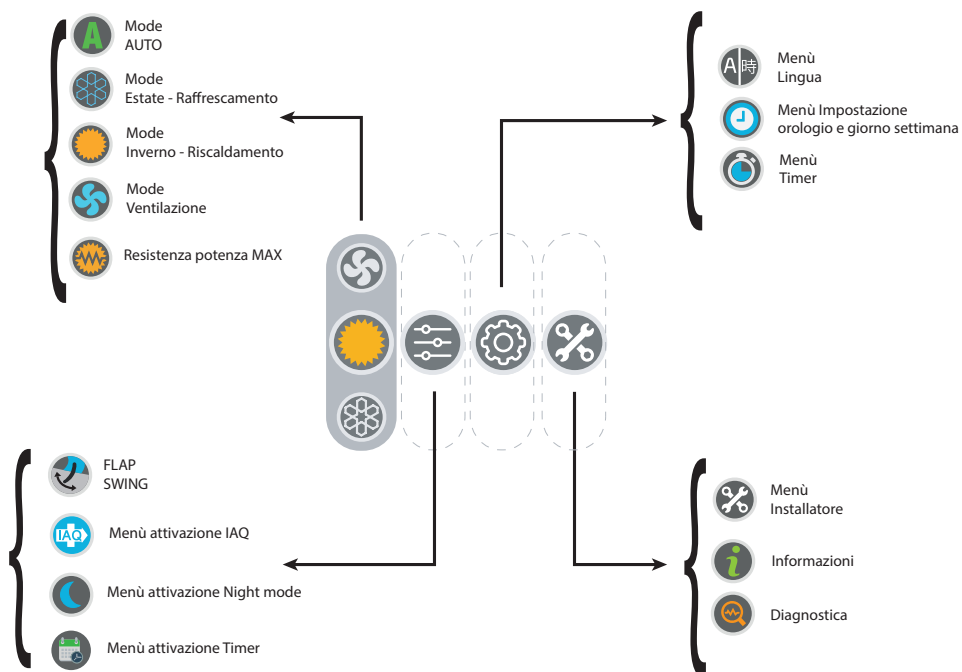 A
Mode
AUTO
Mode
Estate - Raffrescamento
Mode
Inverno - Riscaldamento
Mode
Ventilazione
Resistenza potenza MAX
A 時
Menù
Lingua
Menù Impostazione
orologio e giorno settimana
Menù
Timer
FLAP
SWING
IAQ
Menù attivazione IAQ
Menù attivazione Night mode
Menù attivazione Timer
Menù
Installatore
i
Informazioni
Diagnostica